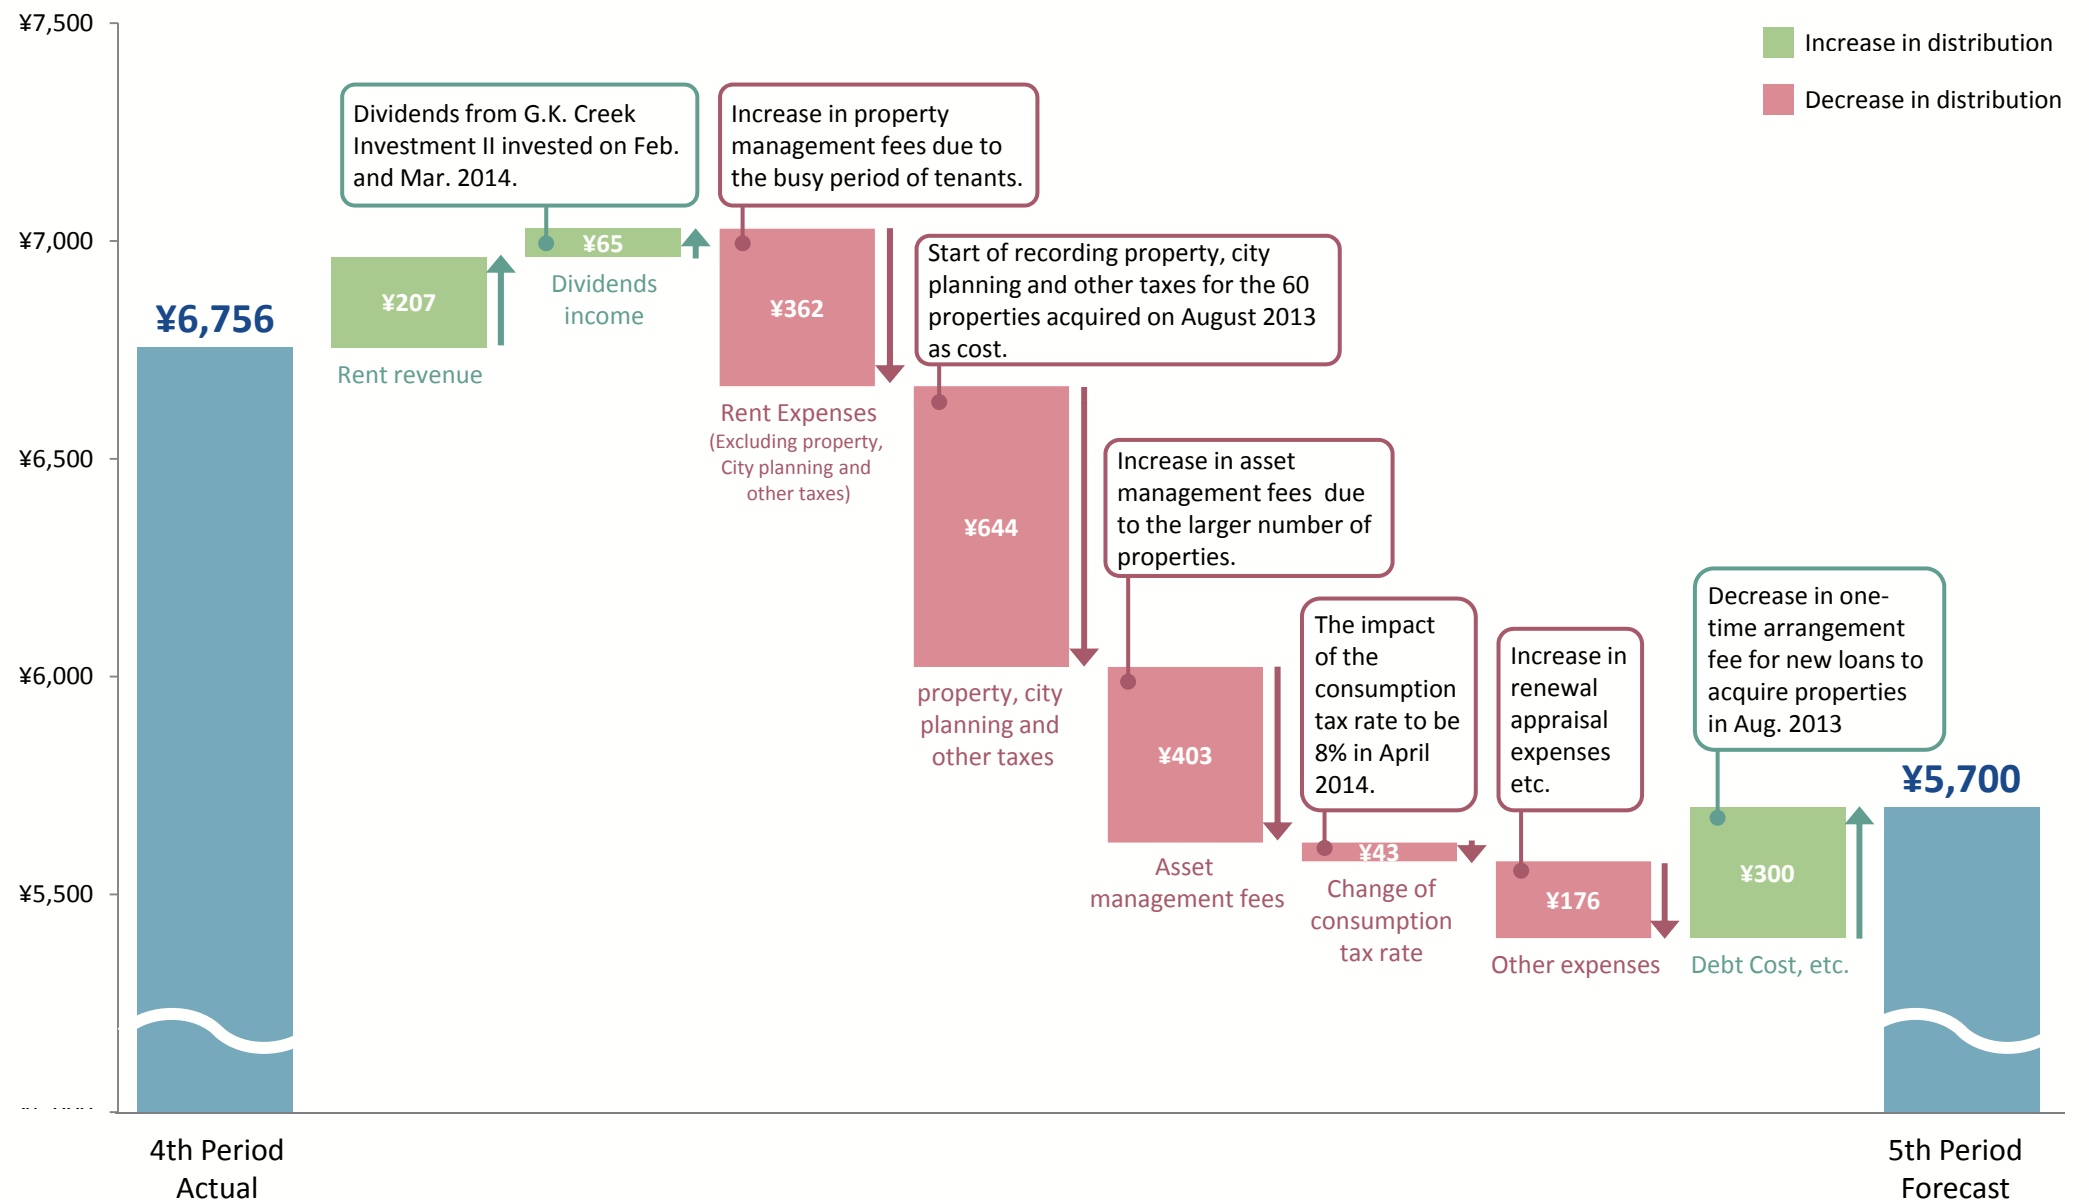 ¥7,500
¥7,000
¥6,500
¥6,000
¥5,500
Increase in distribution
Decrease in distribution
¥6,756
4th Period
Actual
¥207
Rent revenue
Dividends from G.K. Creek
Investment II invested on Feb.
and Mar. 2014.
¥65
Dividends
income
Increase in property
management fees due to
the busy period of tenants.
¥362
Rent Expenses
(Excluding property,
City planning and
other taxes)
Start of recording property, city
planning and other taxes for the 60
properties acquired on August 2013
as cost.
¥644
property, city
planning and
other taxes
Increase in asset
management fees due
to the larger number of
properties.
¥403
Asset
management fees
The impact
of the
consumption
tax rate to be
8% in April
2014.
¥43
Change of
consumption
tax rate
Increase in
renewal
appraisal
expenses
etc.
¥176
Other expenses
Decrease in one-
time arrangement
fee for new loans to
acquire properties
in Aug. 2013
¥300
Debt Cost, etc.
¥5,700
5th Period
Forecast